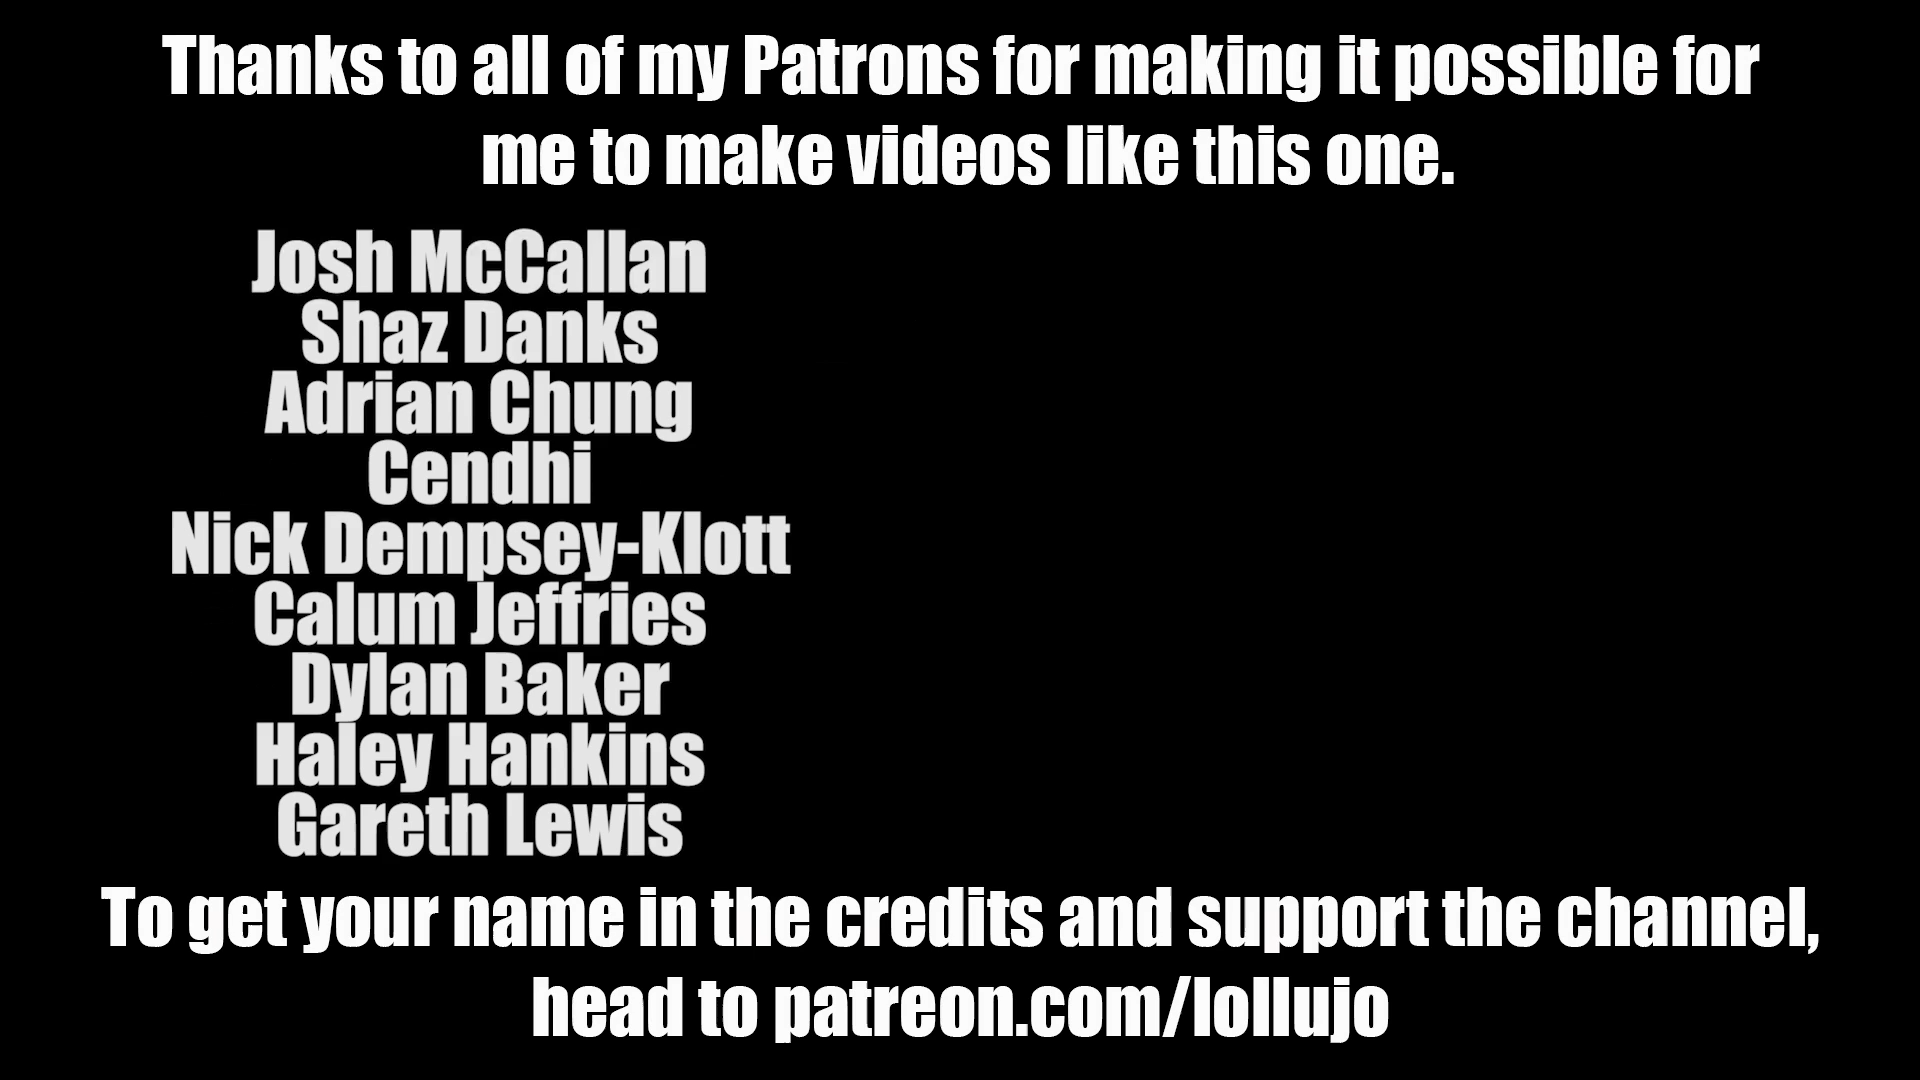 Thanks to all of my Patrons for making it possible for
me to make videos like this one.
Josh McCallan
Shaz Danks
Adrian Chung
Cendhi
Nick Dempsey-Klott
Calum Jeffries
Dylan Baker
Haley Hankins
Gareth Lewis
To get your name in the credits and support the channel,
head to patreon.com/lollujo